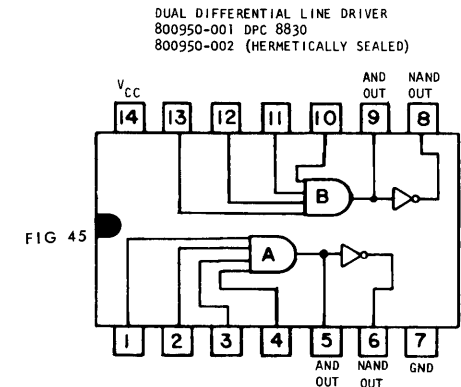 DUAL DIFFERENTIAL LINE DRIVER
800950-001 DPC 8830
800950-002 (HERMETICALLY SEALED)
AND OUT
NAND OUT
VCC
14 13 12 11 10 9 8
B
FIG 45
A
1 2 3 4 5 6 7
AND OUT
NAND OUT
GND